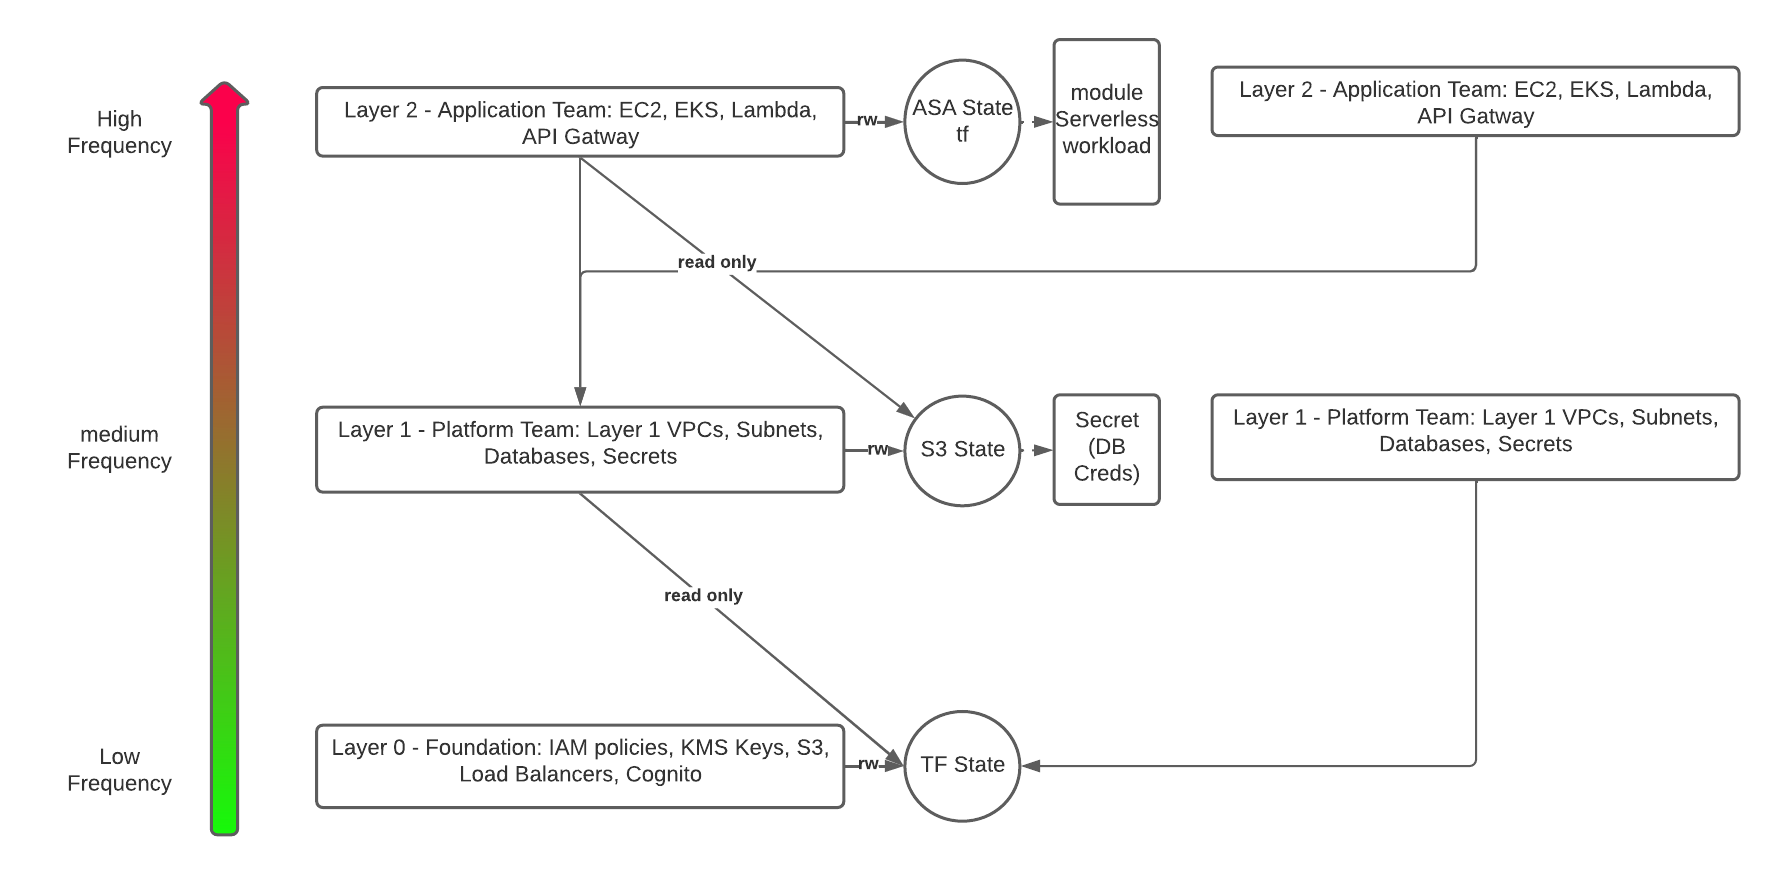 High
Frequency
Layer 2 - Application Team: EC2, EKS, Lambda,
API Gatway
rw
ASA State
tf
module
Serverless
workload
Layer 2 - Application Team: EC2, EKS, Lambda,
API Gatway
read only
medium
Frequency
Layer 1 - Platform Team: Layer 1 VPCs, Subnets,
Databases, Secrets
rw
S3 State
Secret
(DB
Creds)
Layer 1 - Platform Team: Layer 1 VPCs, Subnets,
Databases, Secrets
read only
Low
Frequency
Layer 0 - Foundation: IAM policies, KMS Keys, S3,
Load Balancers, Cognito
rw
TF State